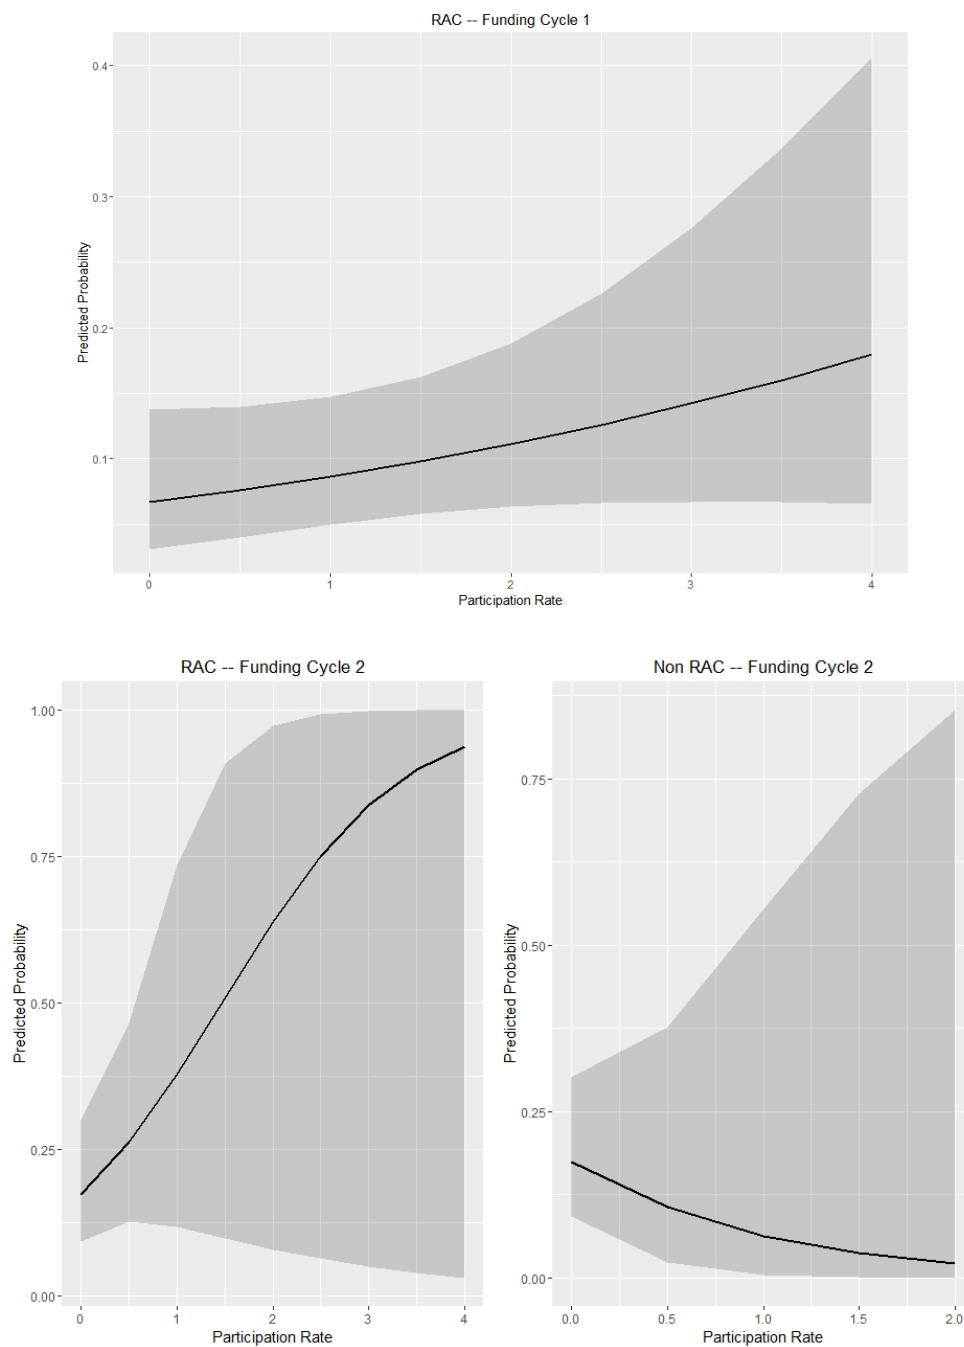 RAC -- Funding Cycle 1
Predicted Probability
0.4
0.3
0.2
0.1
0 1 2 3 4
Participation Rate
RAC -- Funding Cycle 2
Predicted Probability
1.00
0.75
0.50
0.25
0.00
0 1 2 3 4
Participation Rate
Non RAC -- Funding Cycle 2
Predicted Probability
0.75
0.50
0.25
0.00
0.0 0.5 1.0 1.5 2.0
Participation Rate